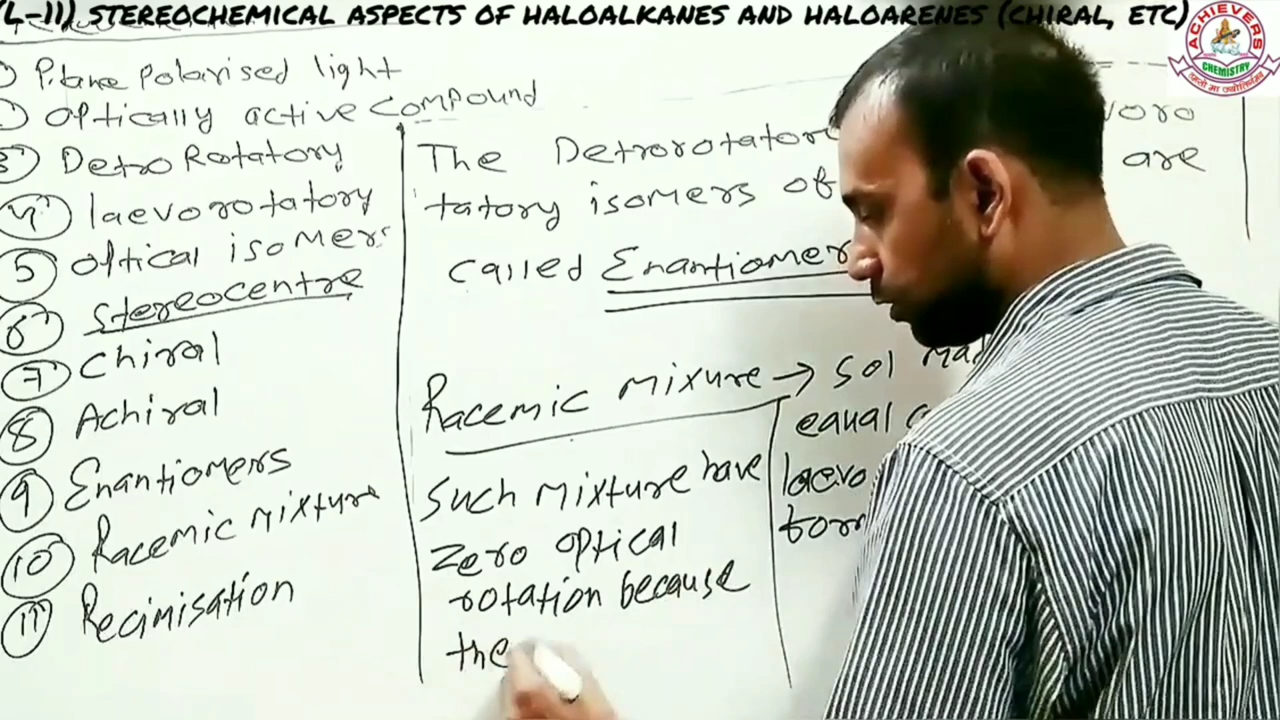 (L-11) STEREOCHEMICAL ASPECTS OF HALOALKANES AND HALOARENES (CHIRAL, ETC)
ACHIEVERS
CHEMISTRY
Plane Polarised light
optically active compound
3 Detro Rotatory
4 laevorotatory
5 optical isomers
6 Stereocentre
7 Chiral
8 Achiral
9 Enantiomers
10 Racemic mixture
11 Recimisation
The Detrorotator
voro
tatory isomers of
are
called Enantiomer
Racemic mixture → Sol mad
equal
laevo
form
Such mixture have
Zero optical
rotation because
the